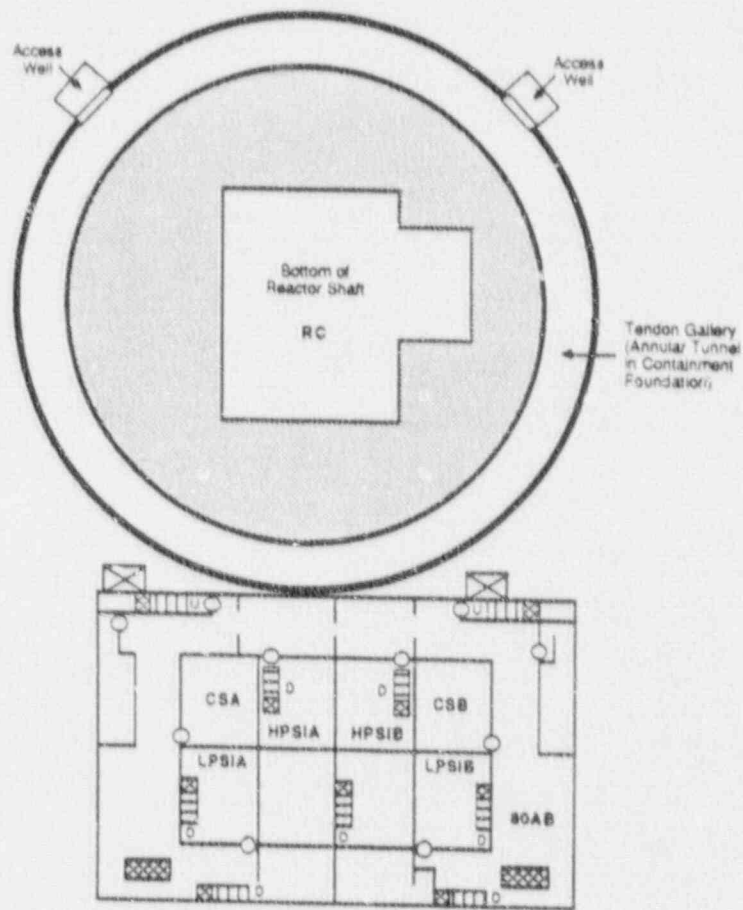 Access
Well
Access
Well
Bottom of
Reactor Shaft
RC
Tendon Gallery
(Annular Tunnel
in Containment
Foundation)
U
U
CSA
D
D
CSB
HPSIA
HPSIB
LPSIA
LPSIB
80AB
D
D
D
D
D